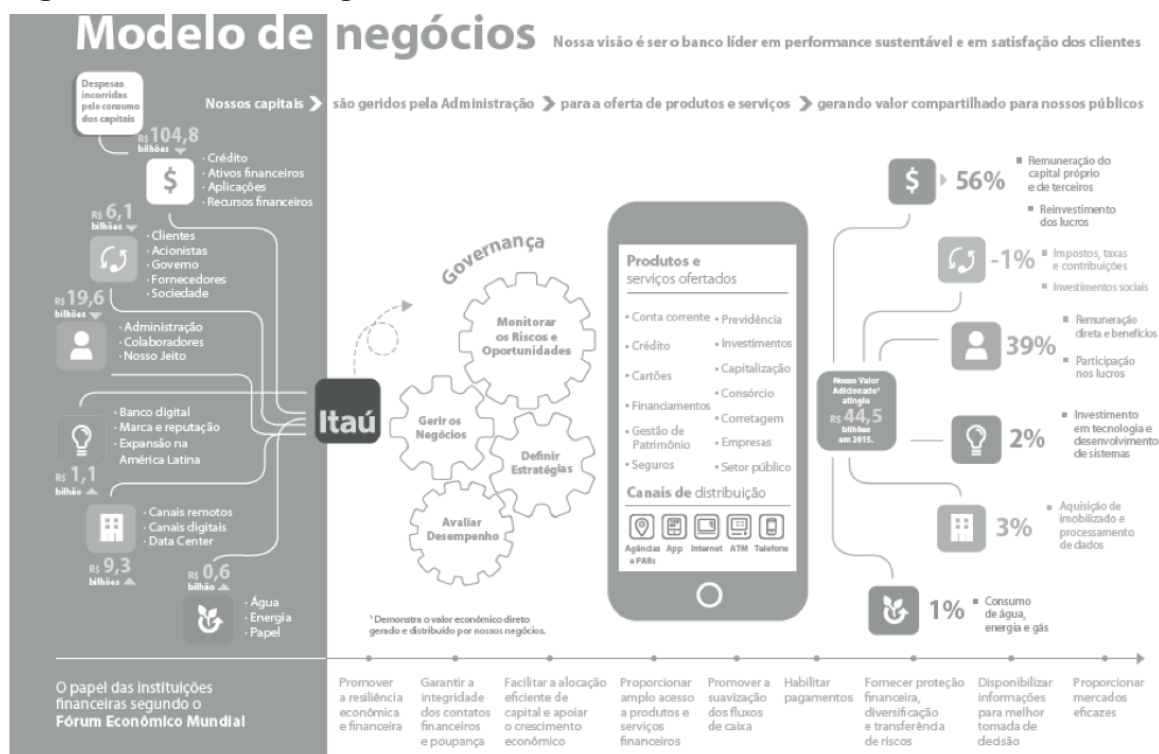 Modelo de negócios
Nossa visão é ser o banco líder em performance sustentável e em satisfação dos clientes
Despesas
incorridas
pelo consumo
dos capitais
Nossos capitais
são geridos pela Administração
para a oferta de produtos e serviços
gerando valor compartilhado para nossos públicos
R$ 104,8
bilhões
· Crédito
· Ativos financeiros
· Aplicações
· Recursos financeiros
$
R$ 6,1
bilhões
· Clientes
· Acionistas
· Governo
· Fornecedores
· Sociedade
R$ 19,6
bilhões
· Administração
· Colaboradores
· Nosso Jeito
· Banco digital
· Marca e reputação
· Expansão na
América Latina
R$ 1,1
bilhão
· Canais remotos
· Canais digitais
· Data Center
R$ 9,3
bilhões
R$ 0,6
bilhão
· Água
· Energia
· Papel
Itaú
Governança
Monitorar
os Riscos e
Oportunidades
Gerir os
Negócios
Definir
Estratégias
Avaliar
Desempenho
¹ Demonstra o valor econômico direto
gerado e distribuído por nossos negócios.
Produtos e
serviços ofertados
• Conta corrente
• Crédito
• Cartões
• Financiamentos
• Gestão de
Patrimônio
• Seguros
• Previdência
• Investimentos
• Capitalização
• Consórcio
• Corretagem
• Empresas
• Setor público
Canais de distribuição
Agências
e PABs
App
Internet
ATM
Telefone
Nosso Valor
Adicionado¹
atingiu
R$ 44,5
bilhões
em 2015.
$
56%
Remuneração do
capital próprio
e de terceiros
Reinvestimento
dos lucros
-1%
Impostos, taxas
e contribuições
Investimentos sociais
39%
Remuneração
direta e benefícios
Participação
nos lucros
2%
Investimento
em tecnologia e
desenvolvimento
de sistemas
3%
Aquisição de
imobilizado e
processamento
de dados
1%
Consumo
de água,
energia e gás
O papel das instituições
financeiras segundo o
Fórum Econômico Mundial
Promover
a resiliência
econômica
e financeira
Garantir a
integridade
dos contatos
financeiros
e poupança
Facilitar a alocação
eficiente de
capital e apoiar
o crescimento
econômico
Proporcionar
amplo acesso
a produtos e
serviços
financeiros
Promover a
suavização
dos fluxos
de caixa
Habilitar
pagamentos
Fornecer proteção
financeira,
diversificação
e transferência
de riscos
Disponibilizar
informações
para melhor
tomada de
decisão
Proporcionar
mercados
eficazes